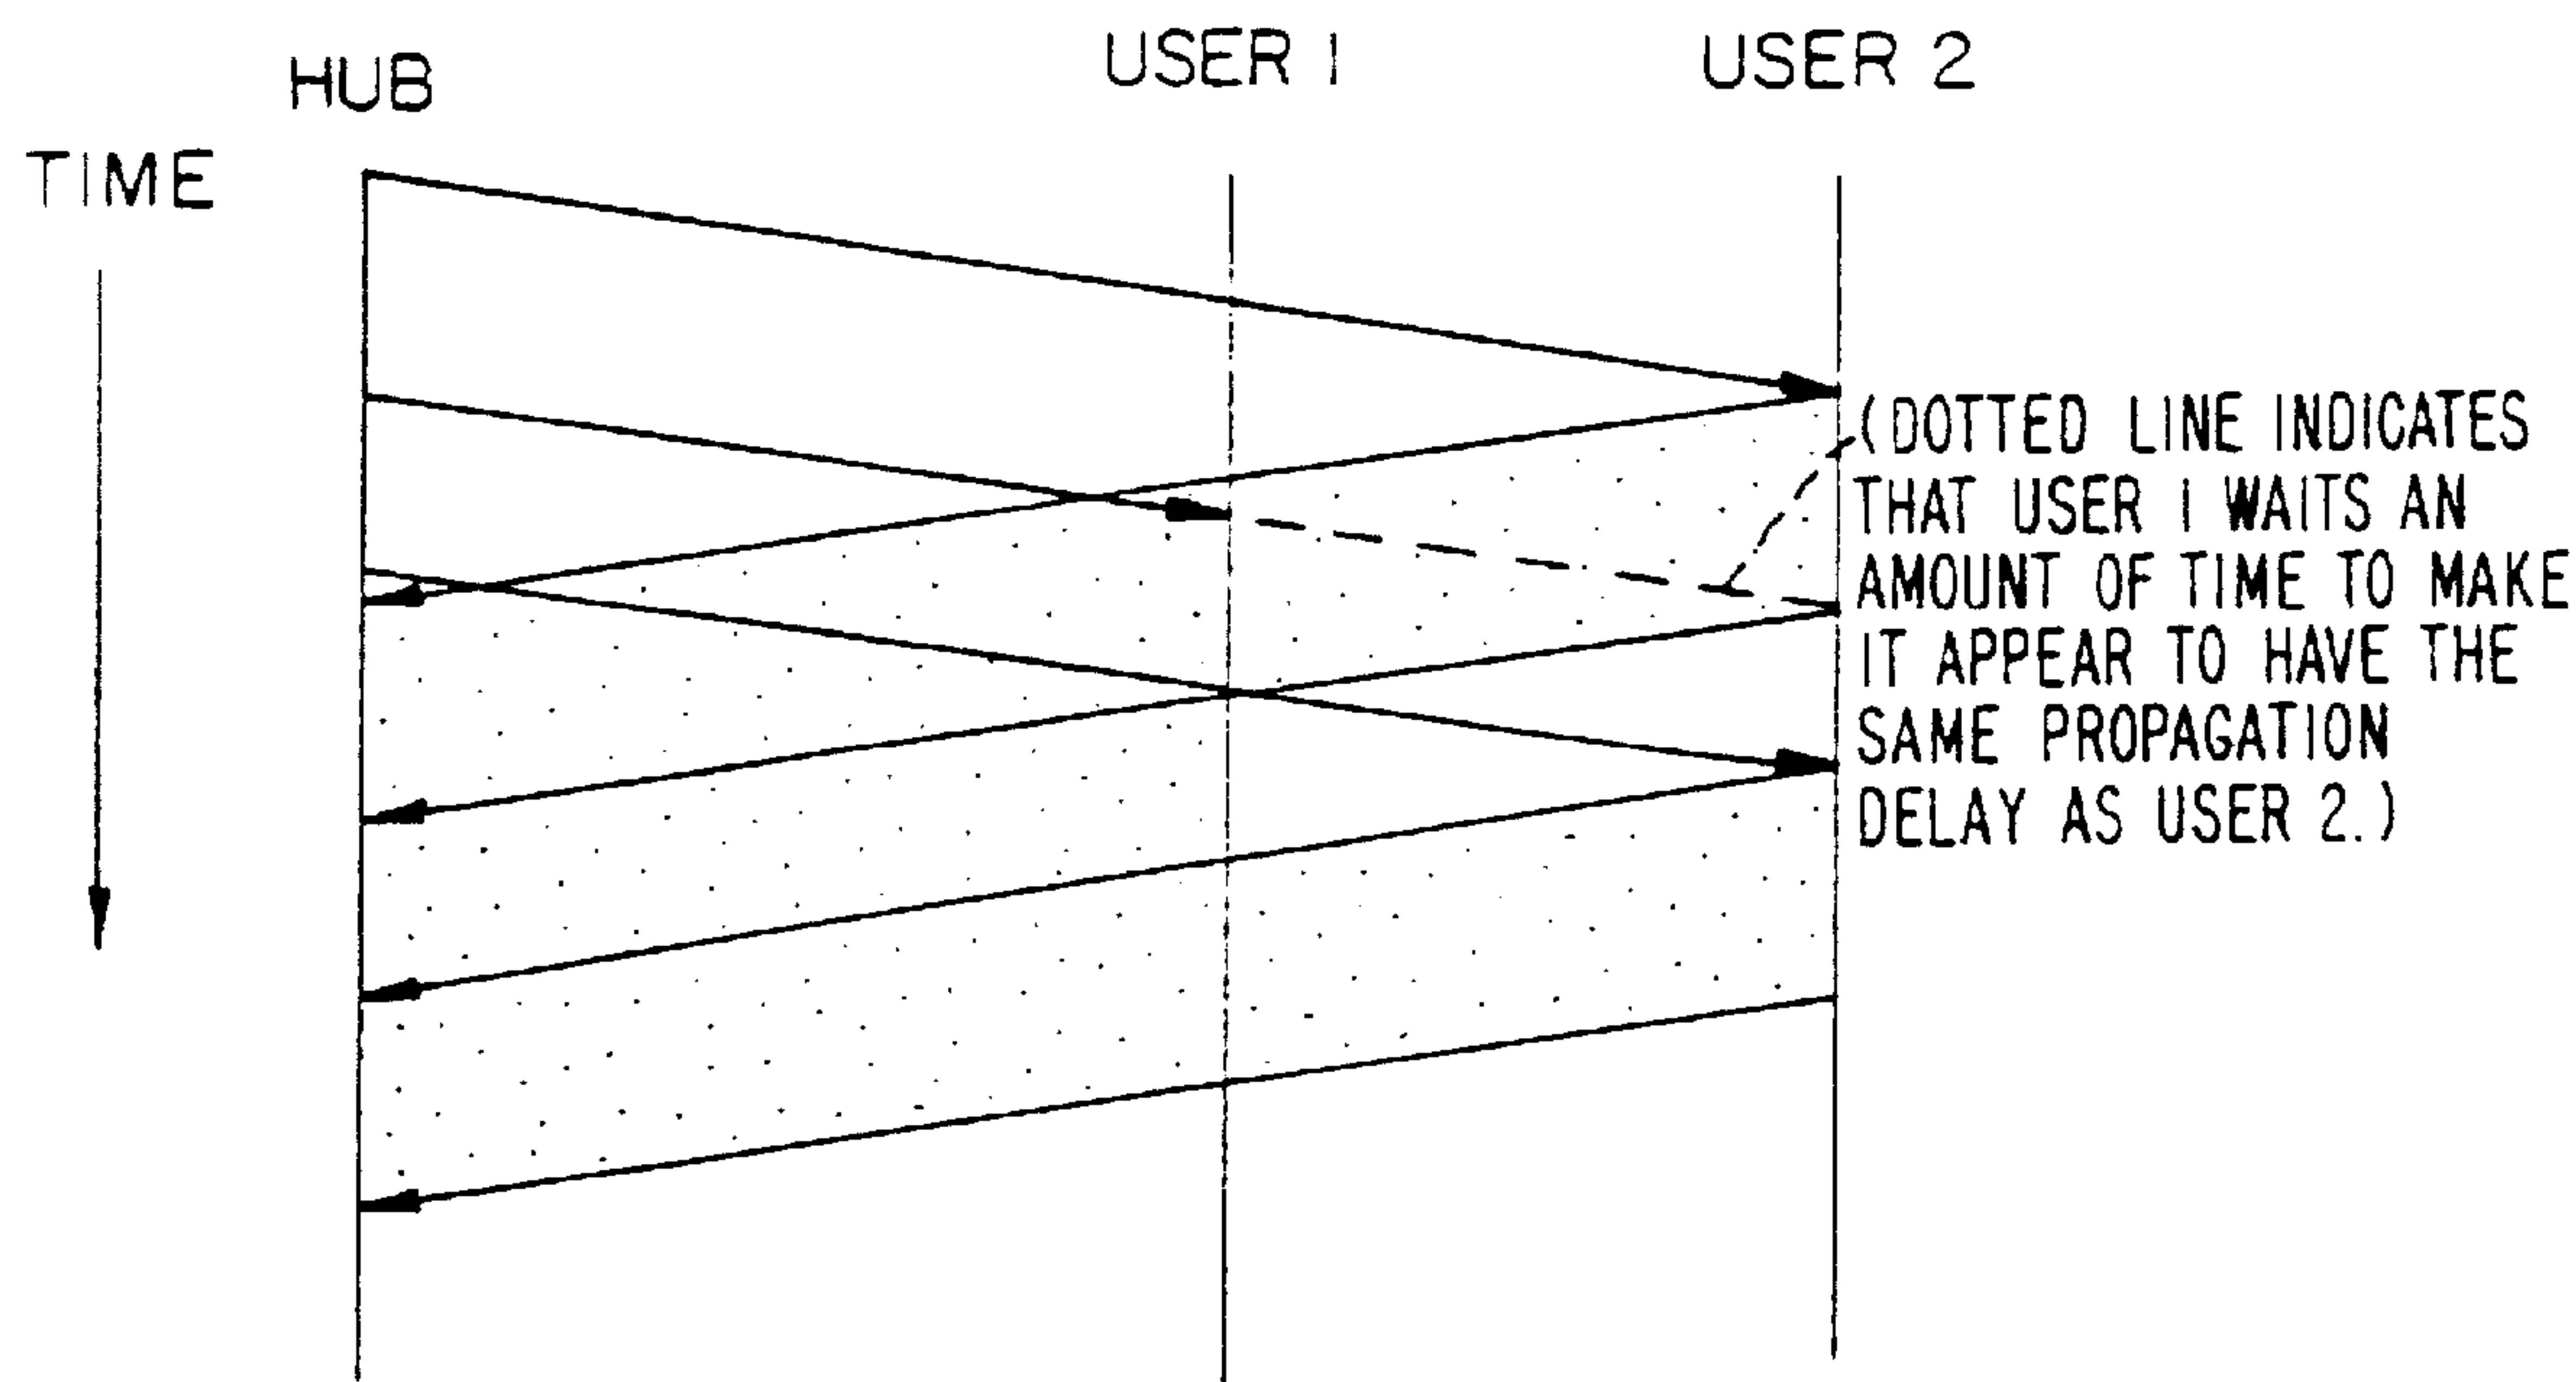 HUB
USER 1
USER 2
TIME
(DOTTED LINE INDICATES
THAT USER 1 WAITS AN
AMOUNT OF TIME TO MAKE
IT APPEAR TO HAVE THE
SAME PROPAGATION
DELAY AS USER 2.)